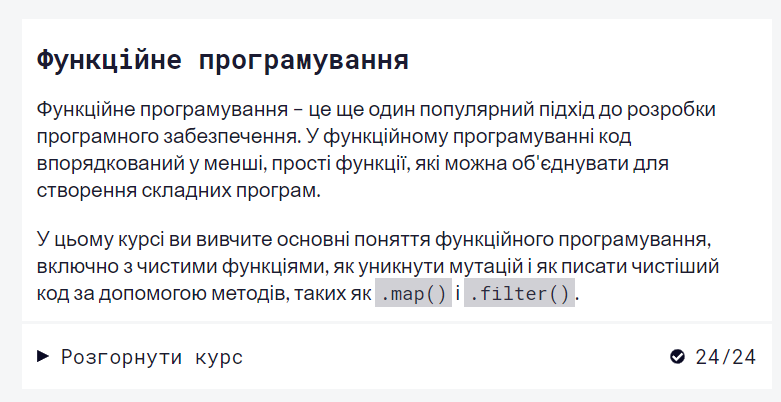 Функційне програмування
Функційне програмування – це ще один популярний підхід до розробки
програмного забезпечення. У функційному програмуванні код
впорядкований у менші, прості функції, які можна об'єднувати для
створення складних програм.
У цьому курсі ви вивчите основні поняття функційного програмування,
включно з чистими функціями, як уникнути мутацій і як писати чистіший
код за допомогою методів, таких як .map() і .filter().
Розгорнути курс 24/24